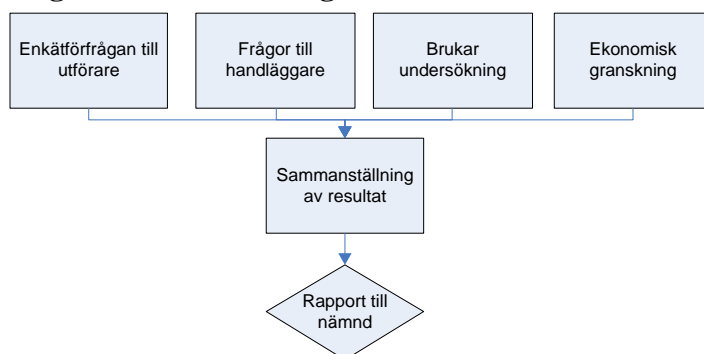 Enkätförfrågan till
utförare
Frågor till
handläggare
Brukar
undersökning
Ekonomisk
granskning
Sammanställning
av resultat
Rapport till
nämnd